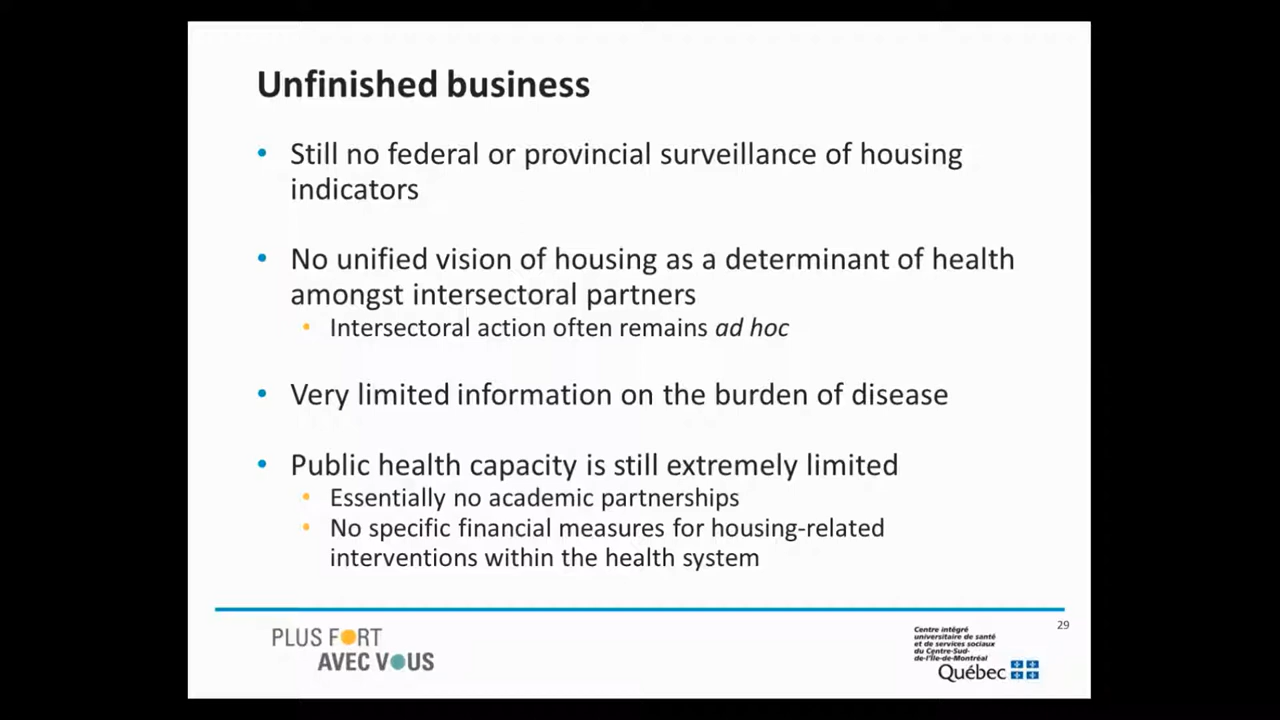 Unfinished business
• Still no federal or provincial surveillance of housing
indicators
• No unified vision of housing as a determinant of health
amongst intersectoral partners
• Intersectoral action often remains ad hoc
• Very limited information on the burden of disease
• Public health capacity is still extremely limited
• Essentially no academic partnerships
• No specific financial measures for housing-related
interventions within the health system
29
PLUS FORT
AVEC VOUS
Centre intégré
universitaire de santé
et de services sociaux
du Centre-Sud-
de-l'Île-de-Montréal
Québec